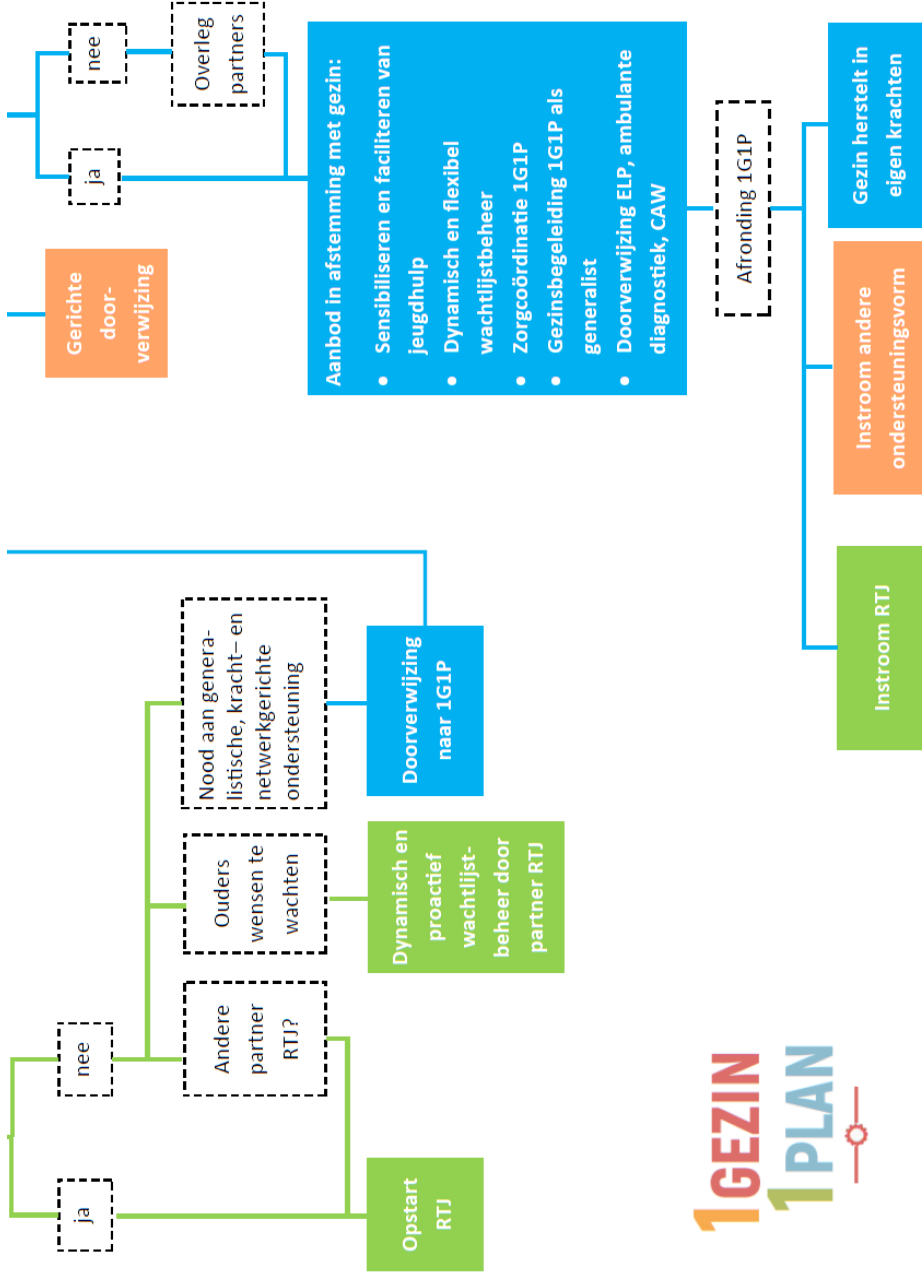 ja
nee
Gerichte
door-
verwijzing
ja
nee
Overleg
partners
Andere
partner
RTJ?
Ouders
wensen te
wachten
Nood aan genera-
listische, kracht– en
netwerkgerichte
ondersteuning
Opstart
RTJ
Dynamisch en
proactief
wachtlijst-
beheer door
partner RTJ
Doorverwijzing
naar 1G1P
Aanbod in afstemming met gezin:
• Sensibiliseren en faciliteren van
jeugdhulp
• Dynamisch en flexibel
wachtlijstbeheer
• Zorgcoördinatie 1G1P
• Gezinsbegeleiding 1G1P als
generalist
• Doorverwijzing ELP, ambulante
diagnostiek, CAW
Afronding 1G1P
1GEZIN
1PLAN
Instroom RTJ
Instroom andere
ondersteuningsvorm
Gezin herstelt in
eigen krachten